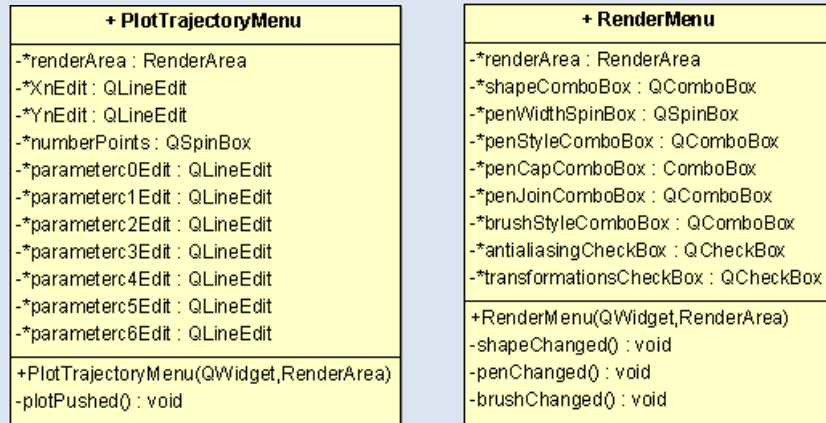 + PlotTrajectoryMenu
-*renderArea : RenderArea
-*XnEdit : QLineEdit
-*YnEdit : QLineEdit
-*numberPoints : QSpinBox
-*parameterc0Edit : QLineEdit
-*parameterc1Edit : QLineEdit
-*parameterc2Edit : QLineEdit
-*parameterc3Edit : QLineEdit
-*parameterc4Edit : QLineEdit
-*parameterc5Edit : QLineEdit
-*parameterc6Edit : QLineEdit
+PlotTrajectoryMenu(QWidget,RenderArea)
-plotPushed() : void
+ RenderMenu
-*renderArea : RenderArea
-*shapeComboBox : QComboBox
-*penWidthSpinBox : QSpinBox
-*penStyleComboBox : QComboBox
-*penCapComboBox : ComboBox
-*penJoinComboBox : QComboBox
-*brushStyleComboBox : QComboBox
-*antialiasingCheckBox : QCheckBox
-*transformationsCheckBox : QCheckBox
+RenderMenu(QWidget,RenderArea)
-shapeChanged() : void
-penChanged() : void
-brushChanged() : void